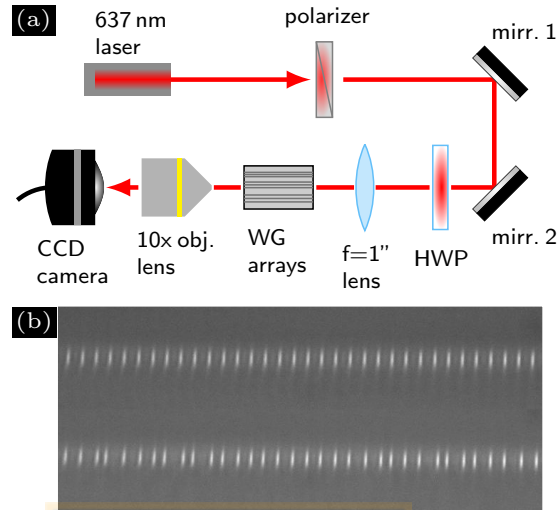 (a)
637 nm
laser
polarizer
mirr. 1
CCD
camera
10x obj.
lens
WG
arrays
f=1"
lens
HWP
mirr. 2
(b)